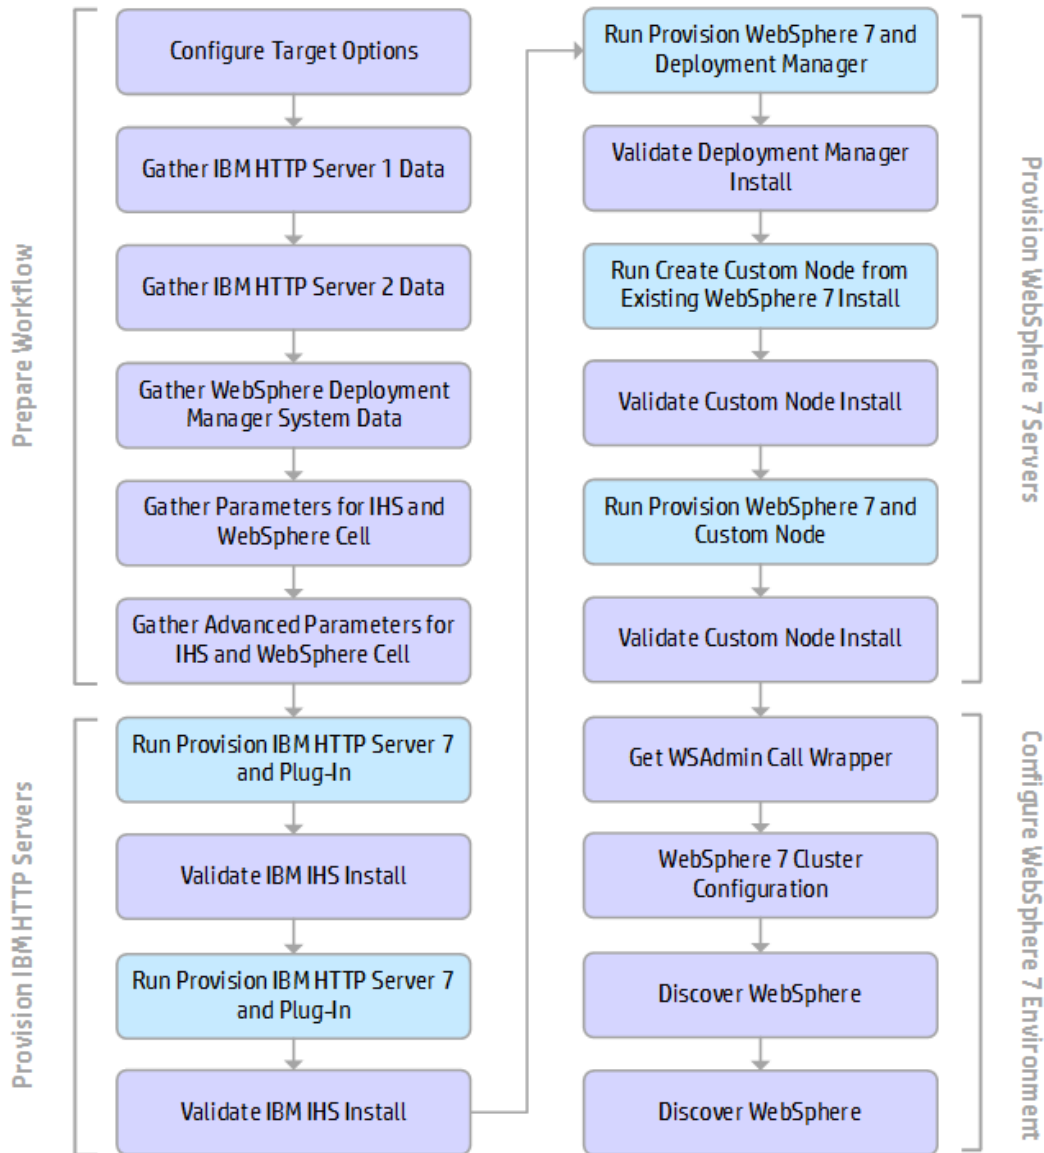 Prepare Workflow
Configure Target Options
Gather IBM HTTP Server 1 Data
Gather IBM HTTP Server 2 Data
Gather WebSphere Deployment
Manager System Data
Gather Parameters for IHS and
WebSphere Cell
Gather Advanced Parameters for
IHS and WebSphere Cell
Provision IBM HTTP Servers
Run Provision IBM HTTP Server 7
and Plug-In
Validate IBM IHS Install
Run Provision IBM HTTP Server 7
and Plug-In
Validate IBM IHS Install
Provision WebSphere 7 Servers
Run Provision WebSphere 7 and
Deployment Manager
Validate Deployment Manager
Install
Run Create Custom Node from
Existing WebSphere 7 Install
Validate Custom Node Install
Run Provision WebSphere 7 and
Custom Node
Validate Custom Node Install
Configure WebSphere 7 Environment
Get WSAdmin Call Wrapper
WebSphere 7 Cluster
Configuration
Discover WebSphere
Discover WebSphere